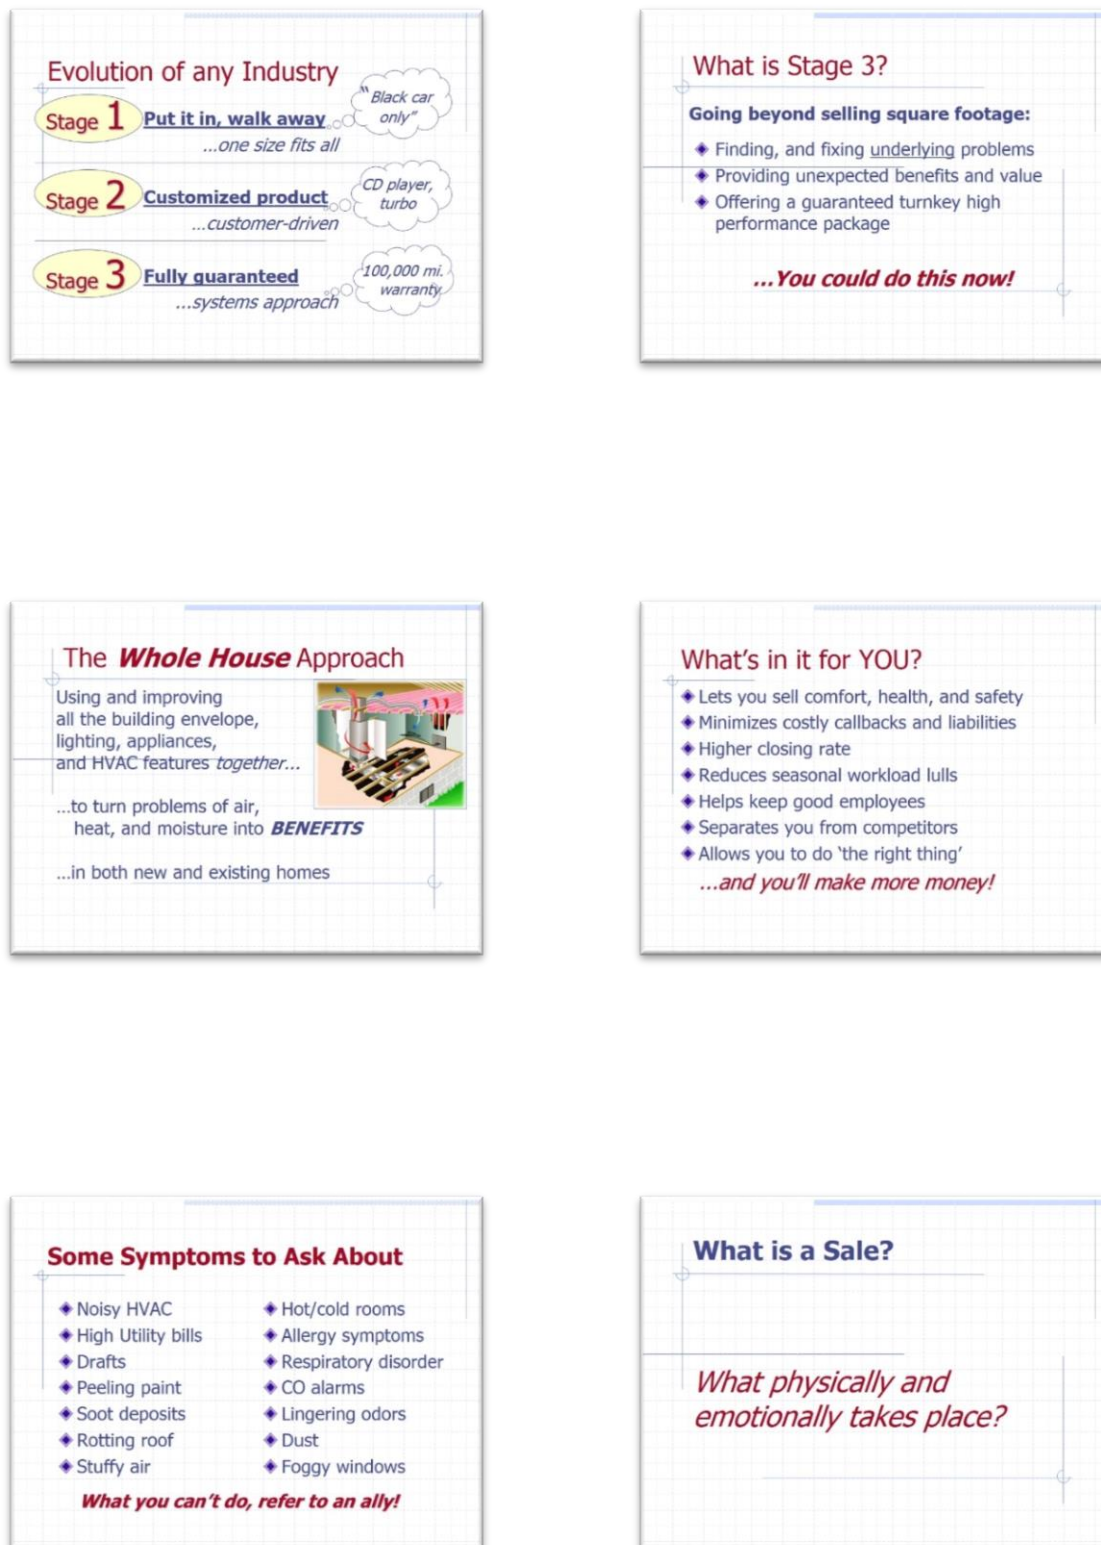 Evolution of any Industry
Stage 1 Put it in, walk away
...one size fits all
"Black car
only"
Stage 2 Customized product
...customer-driven
CD player,
turbo
Stage 3 Fully guaranteed
...systems approach
100,000 mi.
warranty
What is Stage 3?
Going beyond selling square footage:
Finding, and fixing underlying problems
Providing unexpected benefits and value
Offering a guaranteed turnkey high
performance package
...You could do this now!
The Whole House Approach
Using and improving
all the building envelope,
lighting, appliances,
and HVAC features together...
...to turn problems of air,
heat, and moisture into BENEFITS
...in both new and existing homes
What's in it for YOU?
Lets you sell comfort, health, and safety
Minimizes costly callbacks and liabilities
Higher closing rate
Reduces seasonal workload lulls
Helps keep good employees
Separates you from competitors
Allows you to do 'the right thing'
...and you'll make more money!
Some Symptoms to Ask About
Noisy HVAC
High Utility bills
Drafts
Peeling paint
Soot deposits
Rotting roof
Stuffy air
Hot/cold rooms
Allergy symptoms
Respiratory disorder
CO alarms
Lingering odors
Dust
Foggy windows
What you can't do, refer to an ally!
What is a Sale?
What physically and
emotionally takes place?